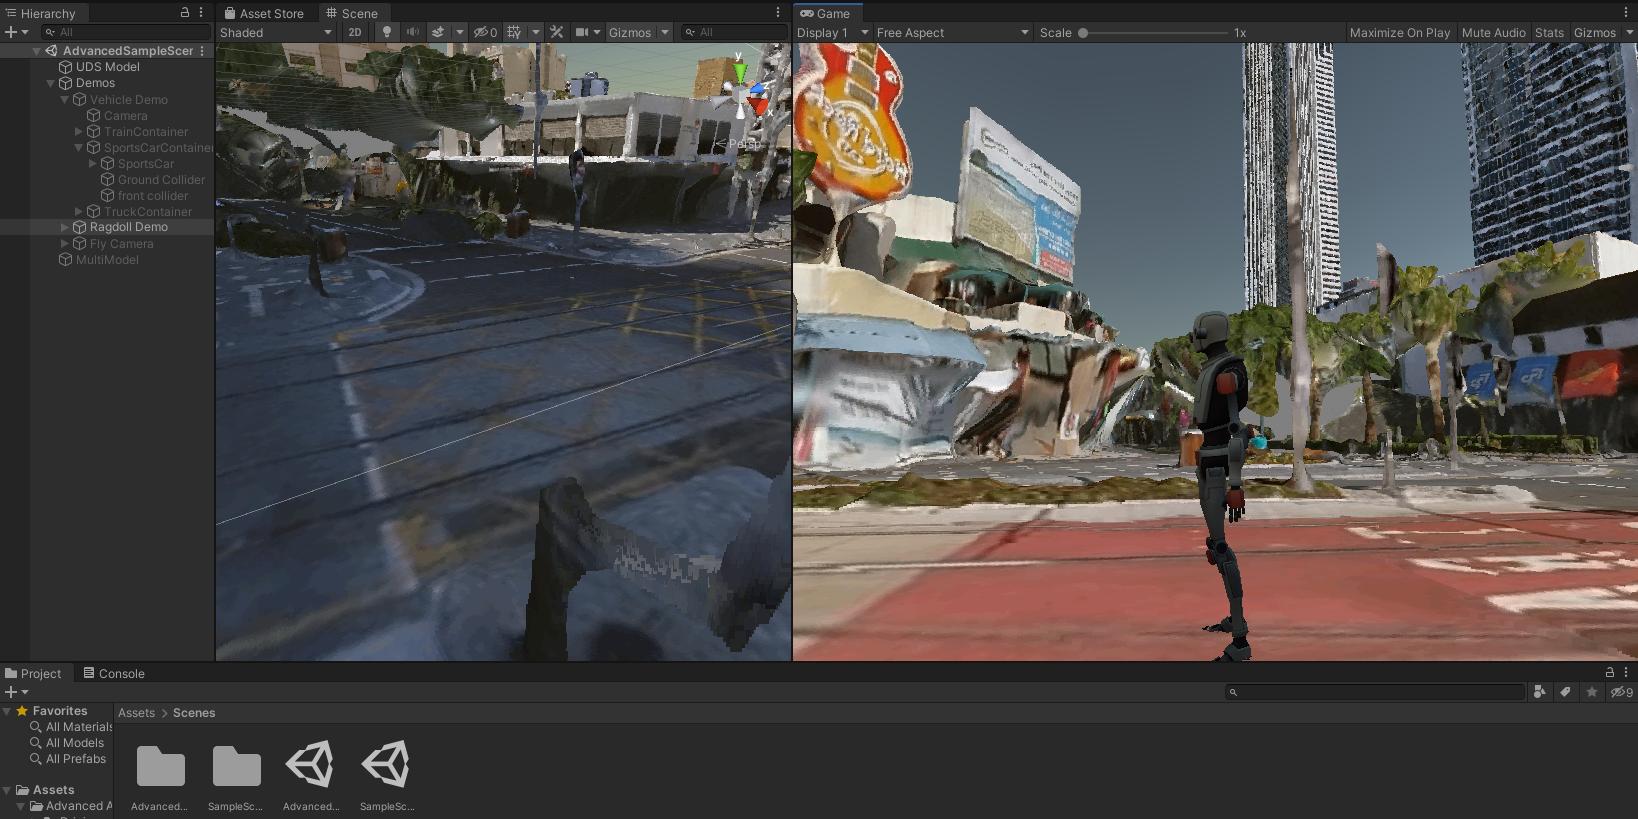 Hierarchy
All
AdvancedSampleScer
UDS Model
Demos
Vehicle Demo
Camera
TrainContainer
SportsCarContainer
SportsCar
Ground Collider
front collider
TruckContainer
Ragdoll Demo
Fly Camera
MultiModel
Asset Store
Scene
Shaded
2D
0
Gizmos
All
y
x
Persp
Game
Display 1
Free Aspect
Scale
1x
Maximize On Play
Mute Audio
Stats
Gizmos
Project
Console
9
Favorites
All Materials
All Models
All Prefabs
Assets
Advanced A
Assets > Scenes
Advanced...
SampleSc...
Advanced...
SampleSc...